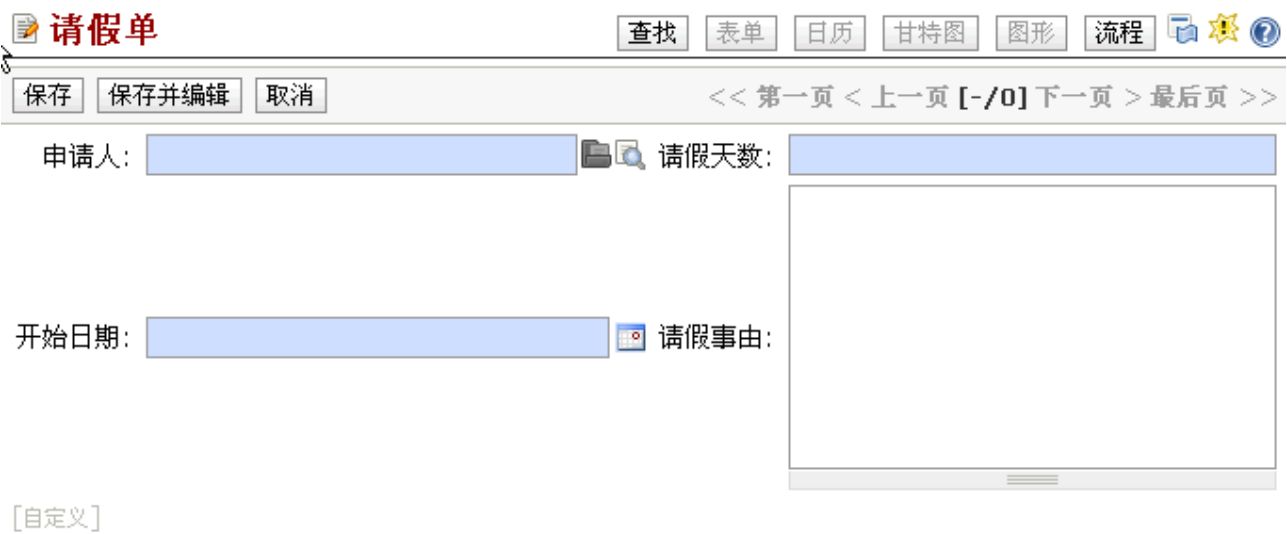 请假单 查找 表单 日历 甘特图 图形 流程
保存 保存并编辑 取消 << 第一页 < 上一页 [-/0] 下一页 > 最后页 >>
申请人: 请假天数:
开始日期: 请假事由:
[自定义]